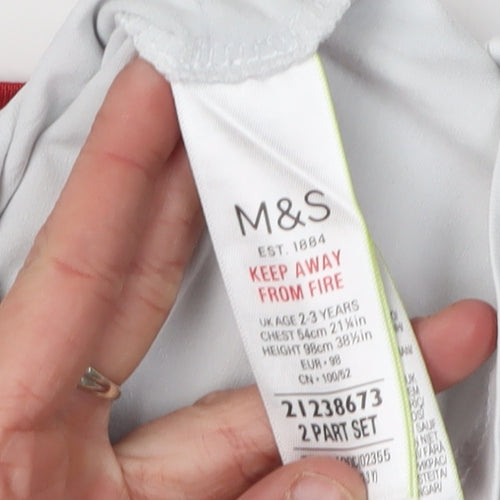 M&S
EST. 1884
KEEP AWAY
FROM FIRE
UK AGE 2-3 YEARS
CHEST 54cm 21¼in
HEIGHT 98cm 38½in
EUR • 98
CN • 100/52
21238673
2 PART SET